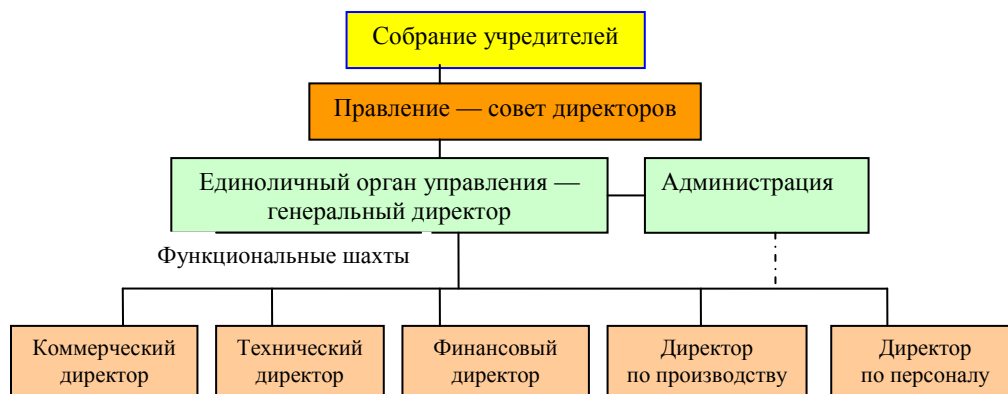 Собрание учредителей
Правление — совет директоров
Единоличный орган управления —
генеральный директор
Администрация
Функциональные шахты
Коммерческий
директор
Технический
директор
Финансовый
директор
Директор
по производству
Директор
по персоналу